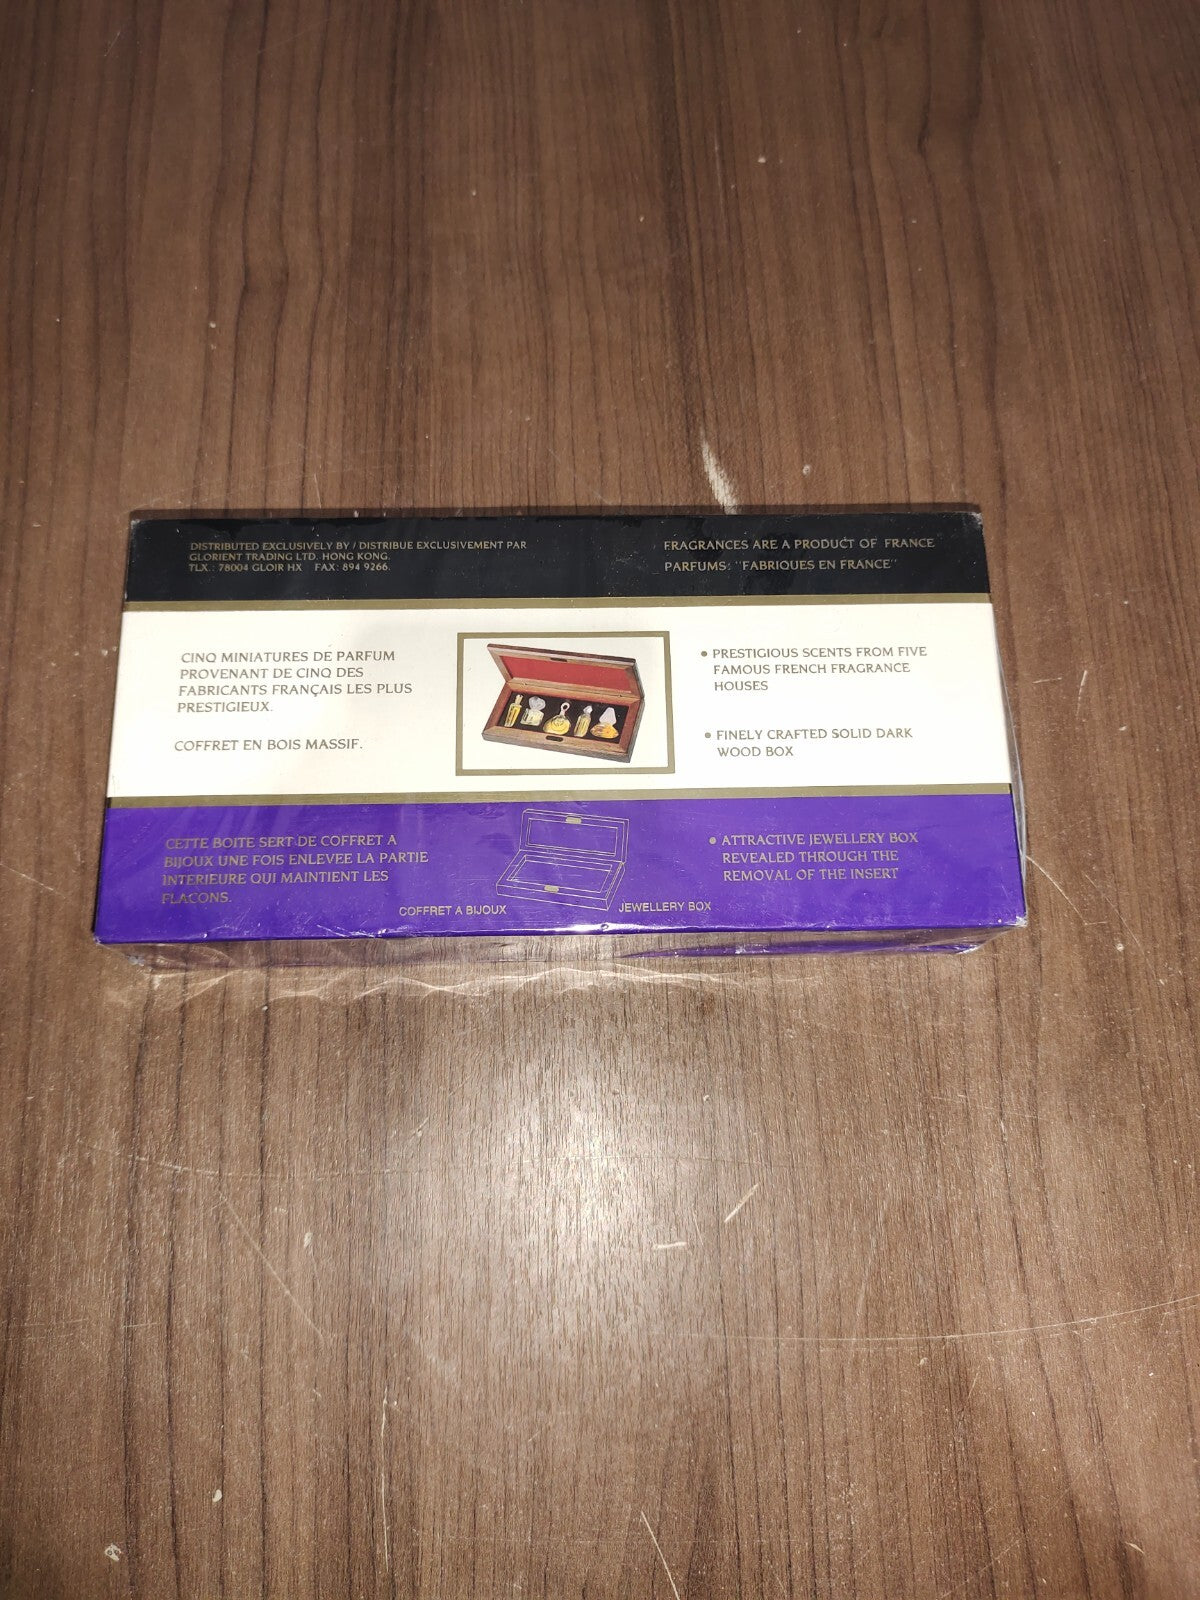 DISTRIBUTED EXCLUSIVELY BY / DISTRIBUE EXCLUSIVEMENT PAR
GLORIENT TRADING LTD. HONG KONG.
TLX.: 78004 GLOIR HX FAX: 894 9266.
FRAGRANCES ARE A PRODUCT OF FRANCE
PARFUMS: "FABRIQUES EN FRANCE"
CINQ MINIATURES DE PARFUM
PROVENANT DE CINQ DES
FABRICANTS FRANÇAIS LES PLUS
PRESTIGIEUX.
COFFRET EN BOIS MASSIF.
• PRESTIGIOUS SCENTS FROM FIVE
FAMOUS FRENCH FRAGRANCE
HOUSES
• FINELY CRAFTED SOLID DARK
WOOD BOX
CETTE BOITE SERT DE COFFRET A
BIJOUX UNE FOIS ENLEVEE LA PARTIE
INTERIEURE QUI MAINTIENT LES
FLACONS.
COFFRET A BIJOUX
JEWELLERY BOX
• ATTRACTIVE JEWELLERY BOX
REVEALED THROUGH THE
REMOVAL OF THE INSERT